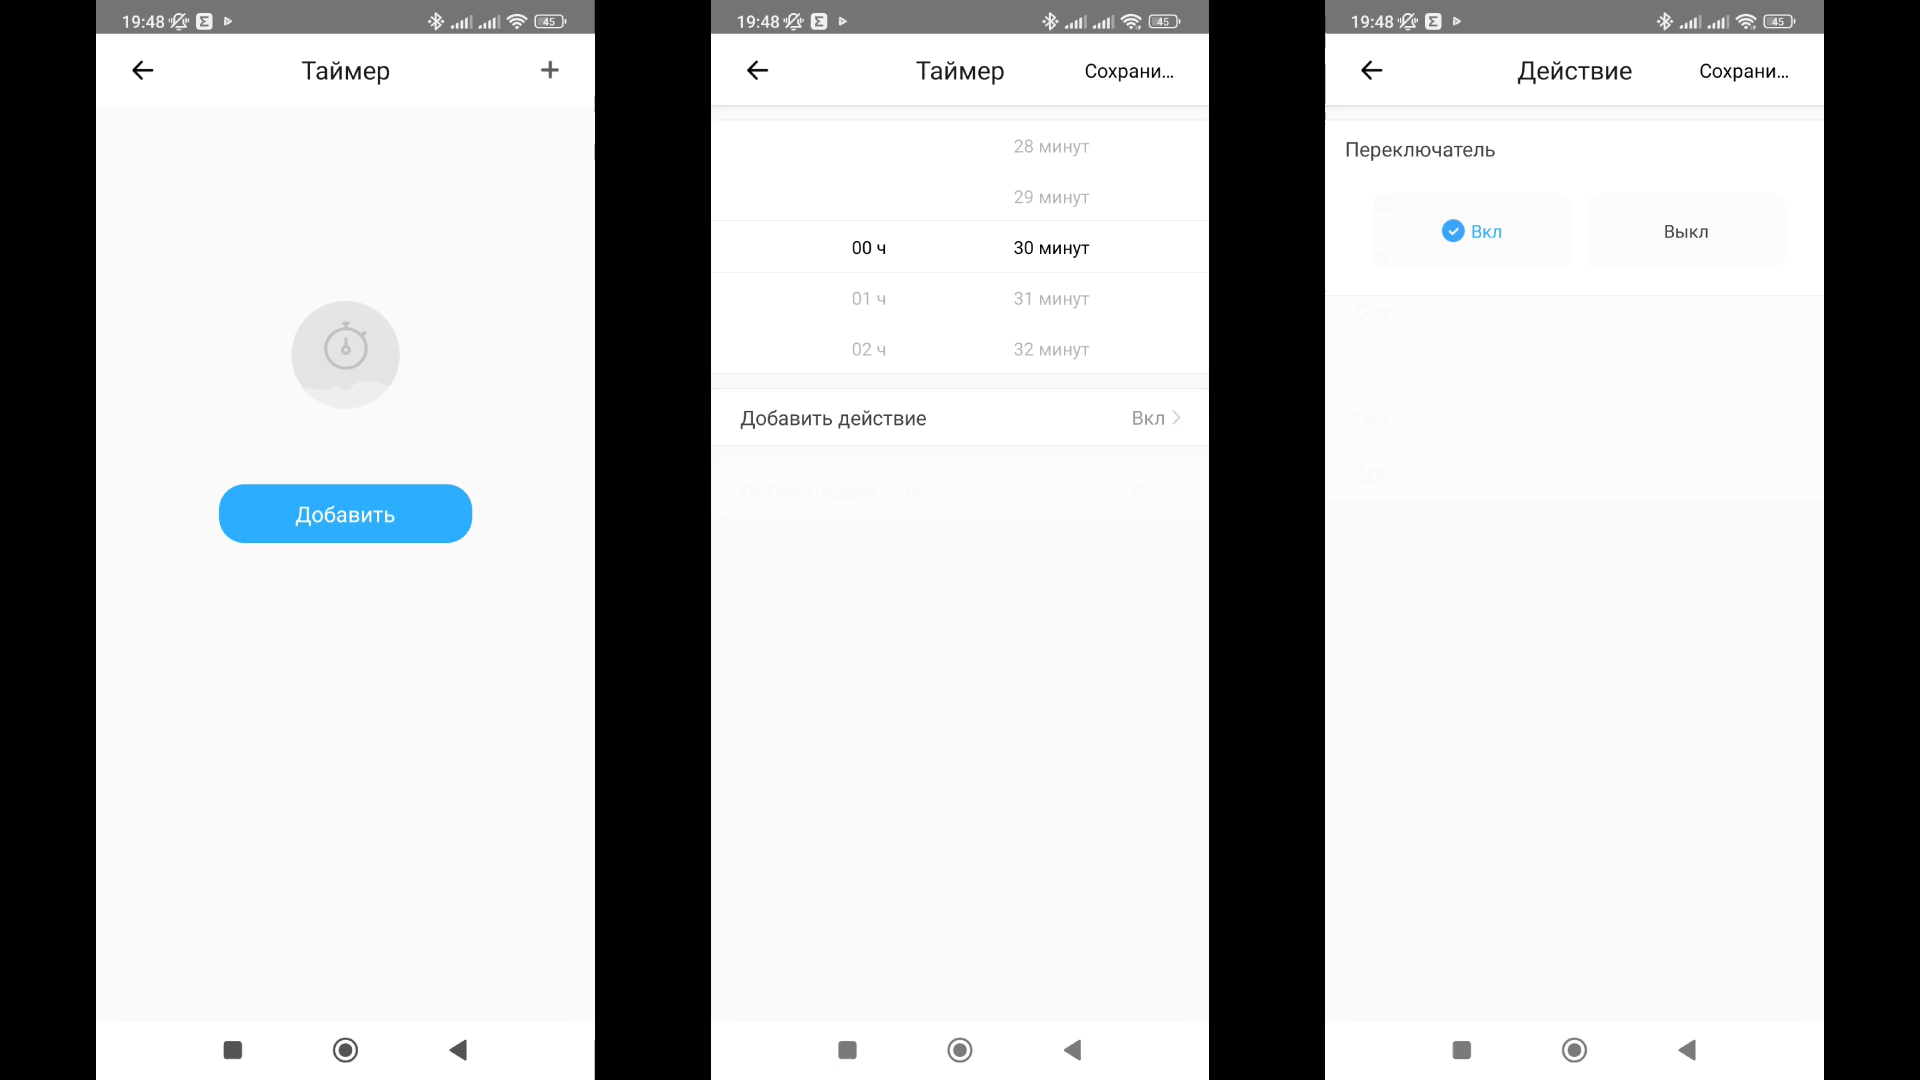 19:48
45
Таймер
Добавить
19:48
45
Таймер
Сохрани...
28 минут
29 минут
00 ч
30 минут
01 ч
31 минут
02 ч
32 минут
Добавить действие
Вкл
19:48
45
Действие
Сохрани...
Переключатель
Вкл
Выкл